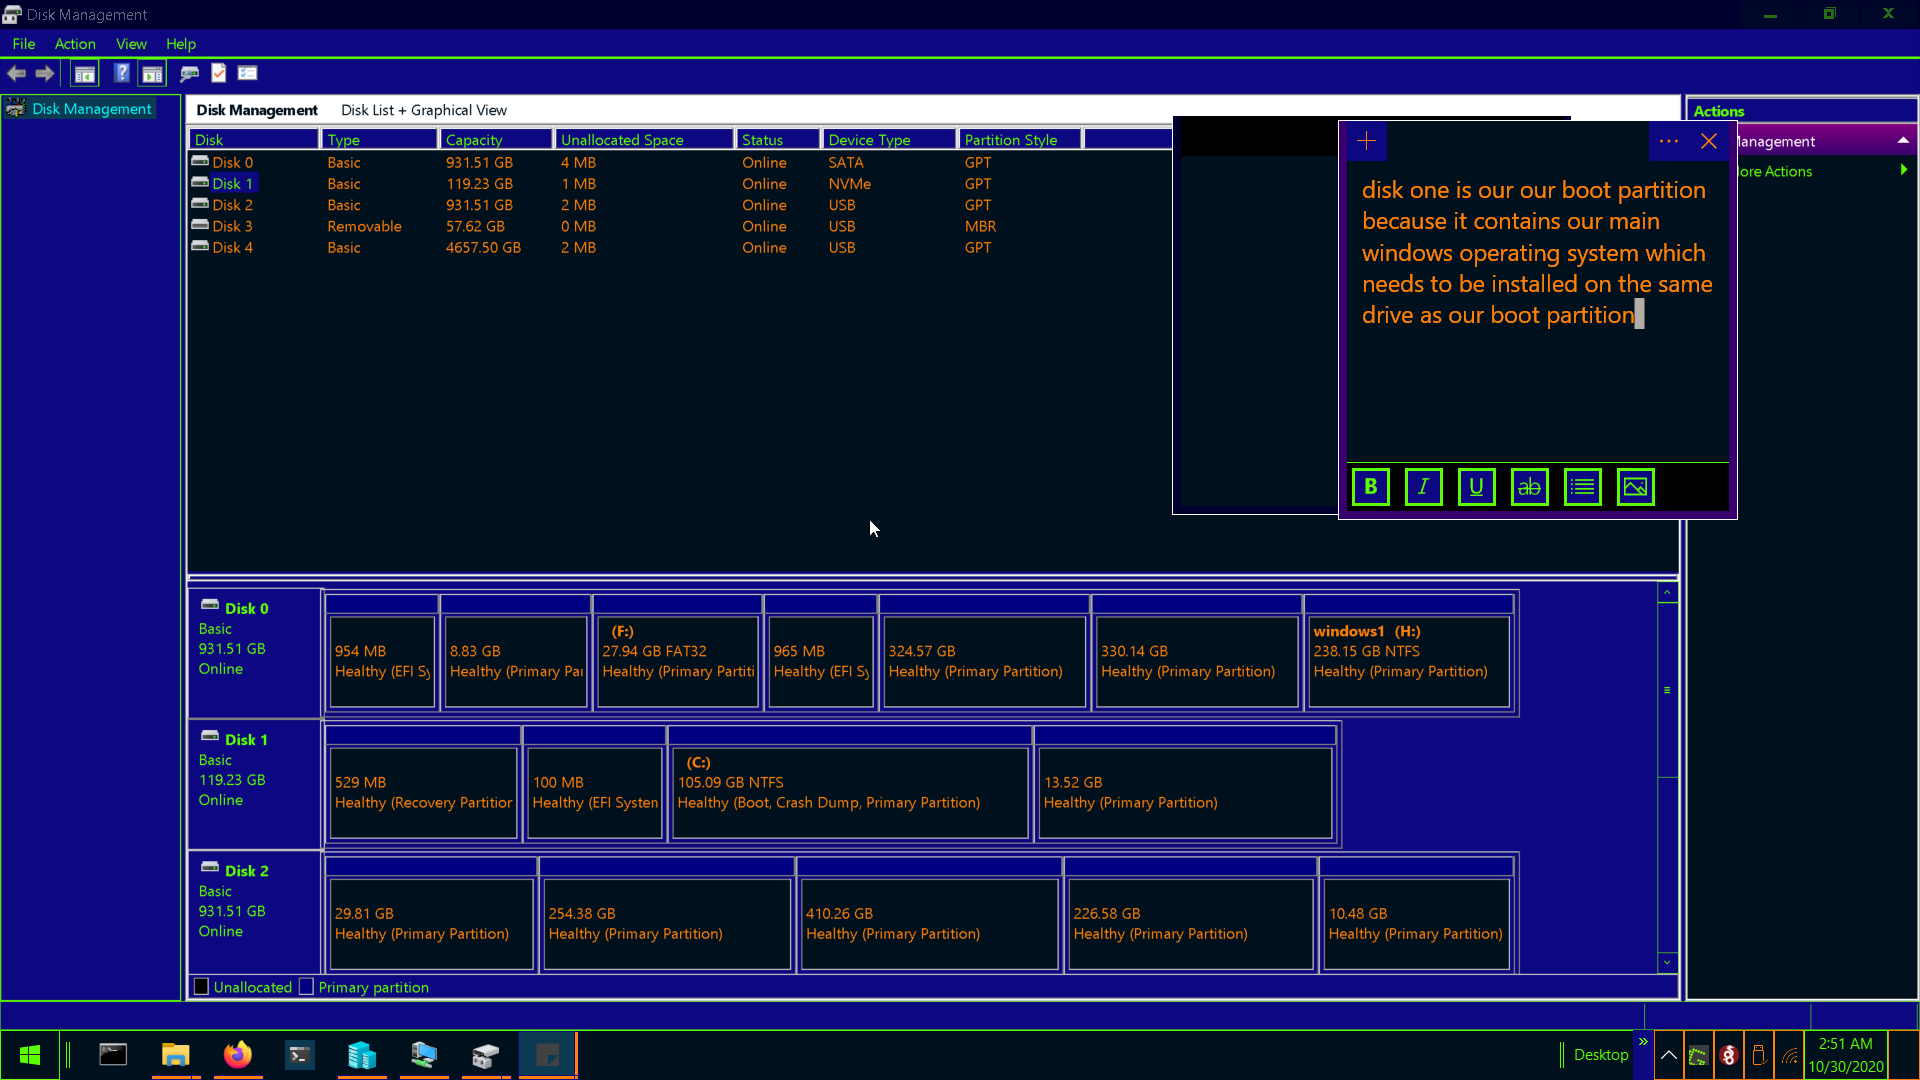 Disk Management
File Action View Help
Disk Management
Disk Management Disk List + Graphical View
Actions
Disk Type Capacity Unallocated Space Status Device Type Partition Style
Disk 0 Basic 931.51 GB 4 MB Online SATA GPT
Disk 1 Basic 119.23 GB 1 MB Online NVMe GPT
Disk 2 Basic 931.51 GB 2 MB Online USB GPT
Disk 3 Removable 57.62 GB 0 MB Online USB MBR
Disk 4 Basic 4657.50 GB 2 MB Online USB GPT
anagement
ore Actions
disk one is our our boot partition
because it contains our main
windows operating system which
needs to be installed on the same
drive as our boot partition
B I U ab
Disk 0
Basic
931.51 GB
Online
954 MB
Healthy (EFI Sy
8.83 GB
Healthy (Primary Par
(F:)
27.94 GB FAT32
Healthy (Primary Partiti
965 MB
Healthy (EFI Sy
324.57 GB
Healthy (Primary Partition)
330.14 GB
Healthy (Primary Partition)
windows1 (H:)
238.15 GB NTFS
Healthy (Primary Partition)
Disk 1
Basic
119.23 GB
Online
529 MB
Healthy (Recovery Partition
100 MB
Healthy (EFI System
(C:)
105.09 GB NTFS
Healthy (Boot, Crash Dump, Primary Partition)
13.52 GB
Healthy (Primary Partition)
Disk 2
Basic
931.51 GB
Online
29.81 GB
Healthy (Primary Partition)
254.38 GB
Healthy (Primary Partition)
410.26 GB
Healthy (Primary Partition)
226.58 GB
Healthy (Primary Partition)
10.48 GB
Healthy (Primary Partition)
Unallocated Primary partition
Desktop
2:51 AM
10/30/2020